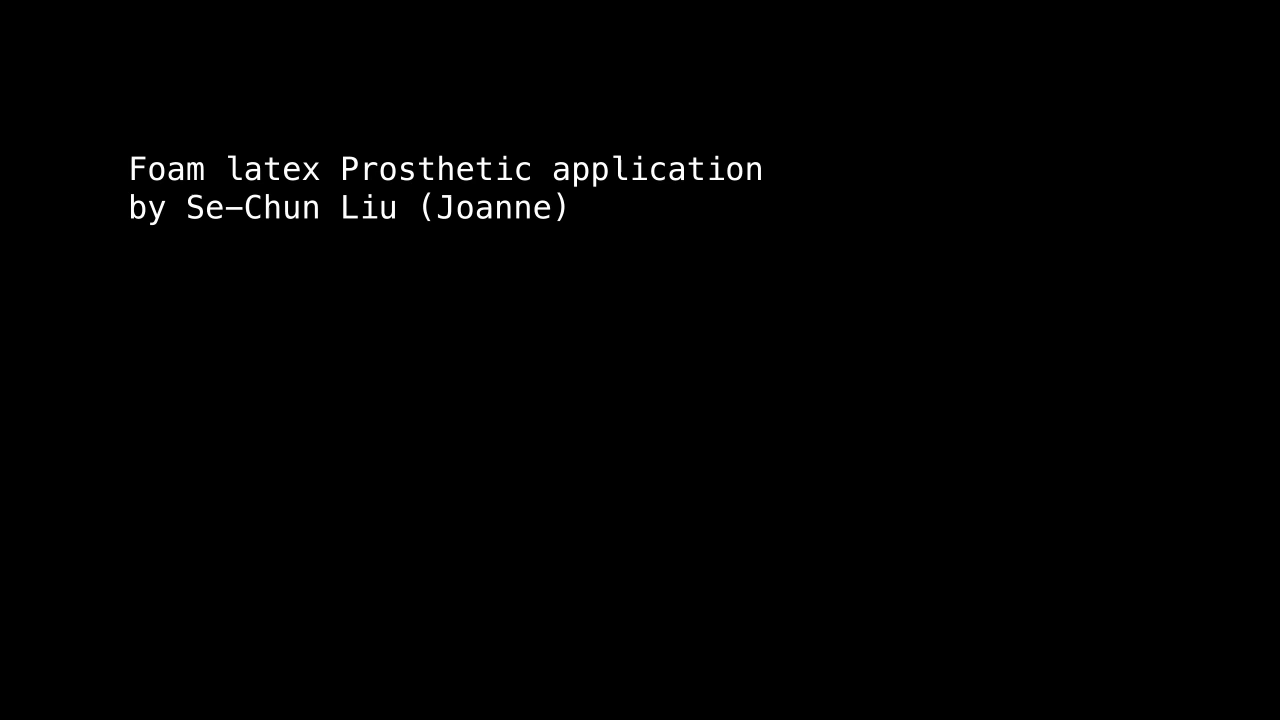 Foam latex Prosthetic application
by Se-Chun Liu (Joanne)